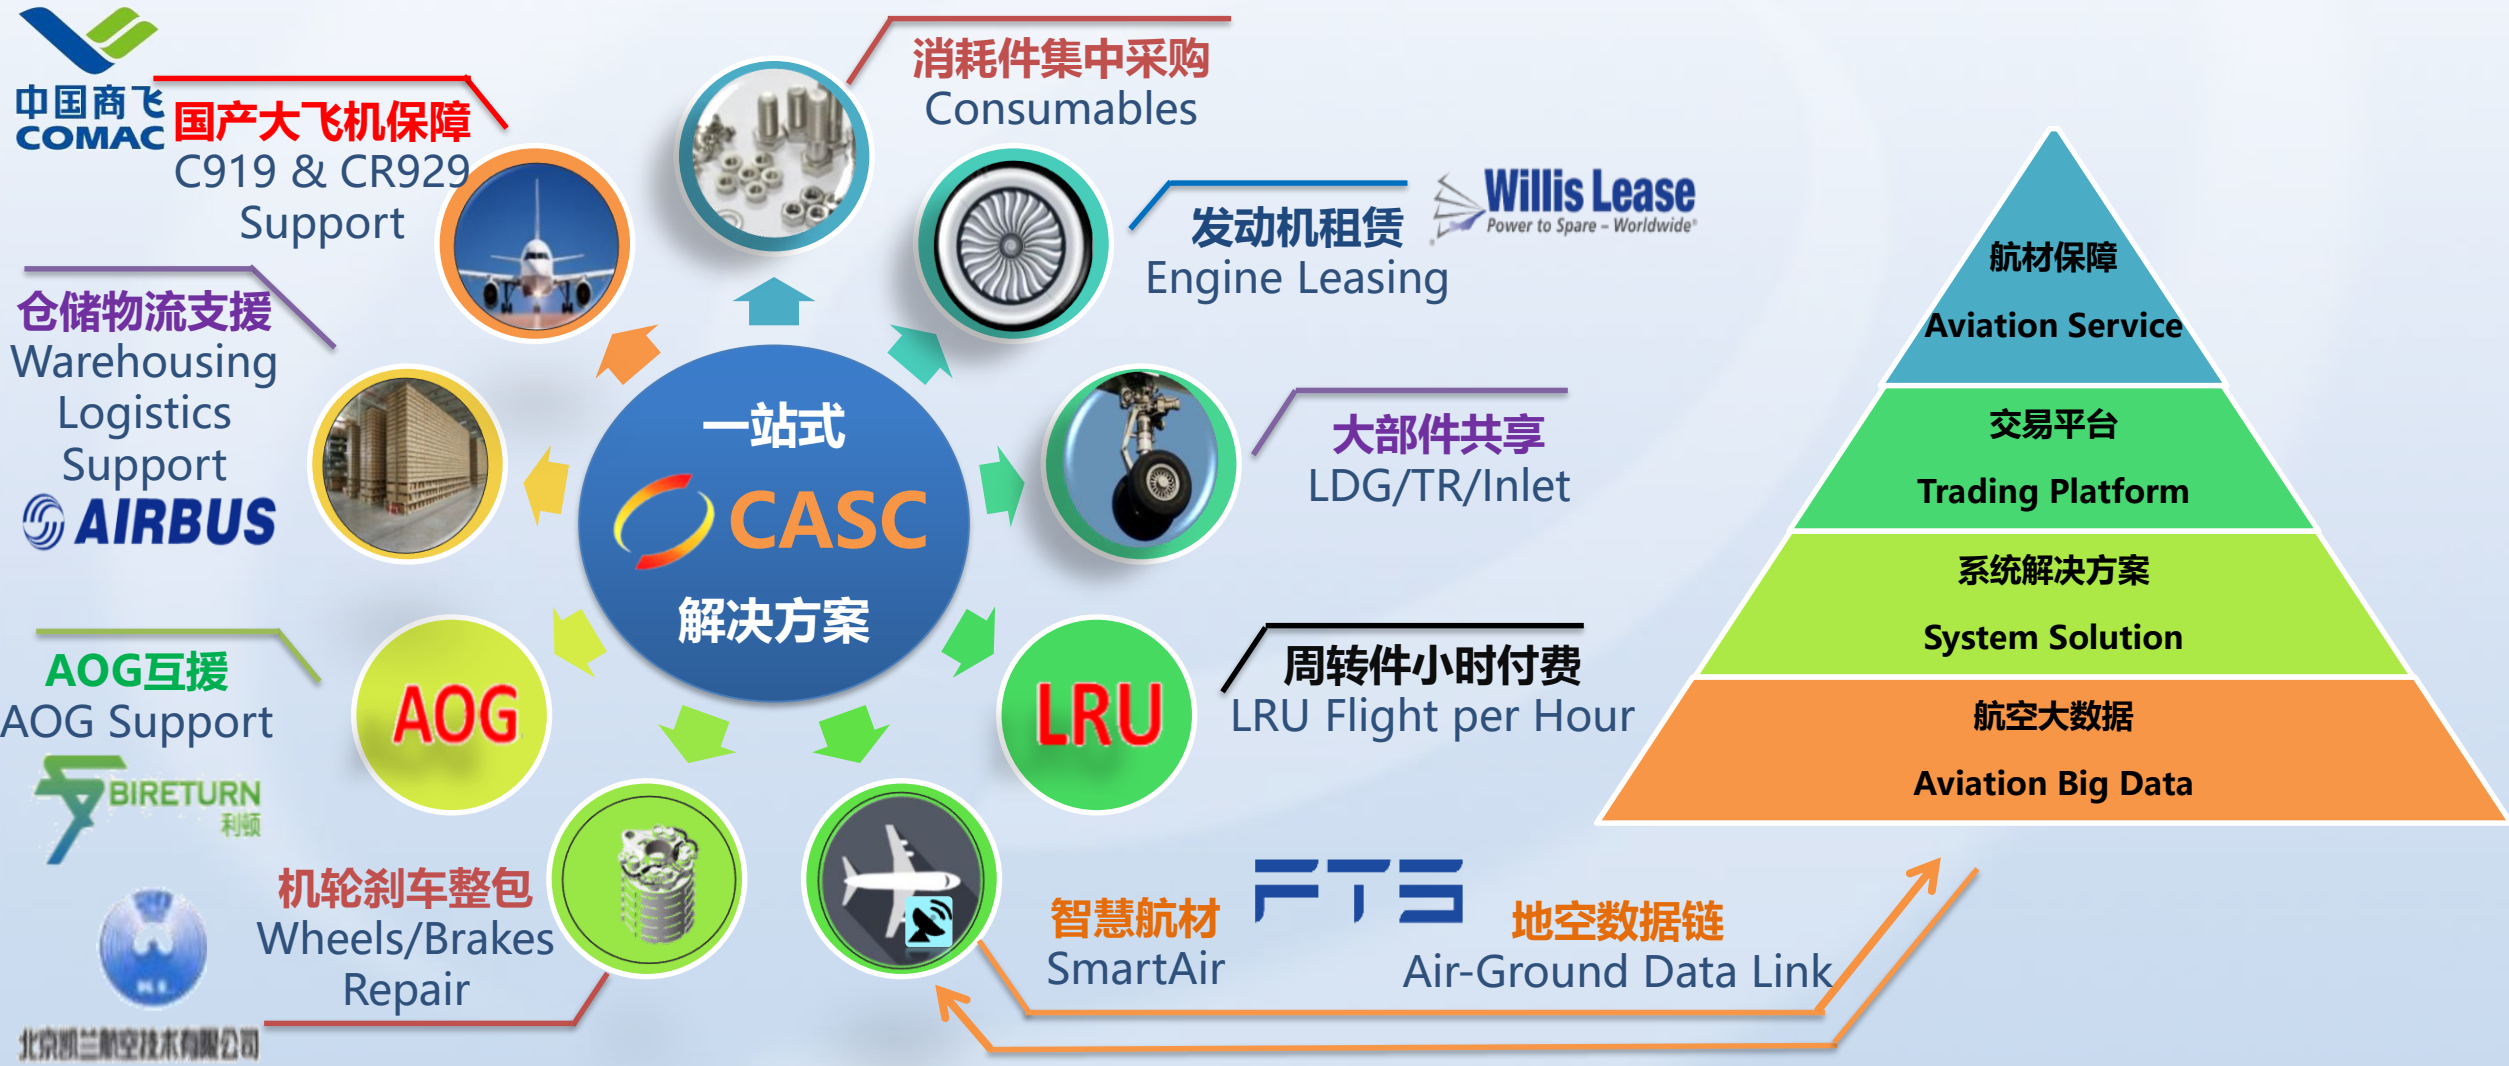 中国商飞
COMAC
国产大飞机保障
C919 & CR929
Support
消耗件集中采购
Consumables
发动机租赁
Engine Leasing
Willis Lease
Power to Spare – Worldwide®
仓储物流支援
Warehousing
Logistics
Support
AIRBUS
大部件共享
LDG/TR/Inlet
一站式
CASC
解决方案
AOG互援
AOG Support
BIRETURN
利顿
AOG
LRU
周转件小时付费
LRU Flight per Hour
机轮刹车整包
Wheels/Brakes
Repair
北京凯兰航空技术有限公司
智慧航材
SmartAir
FTS
地空数据链
Air-Ground Data Link
航材保障
Aviation Service
交易平台
Trading Platform
系统解决方案
System Solution
航空大数据
Aviation Big Data